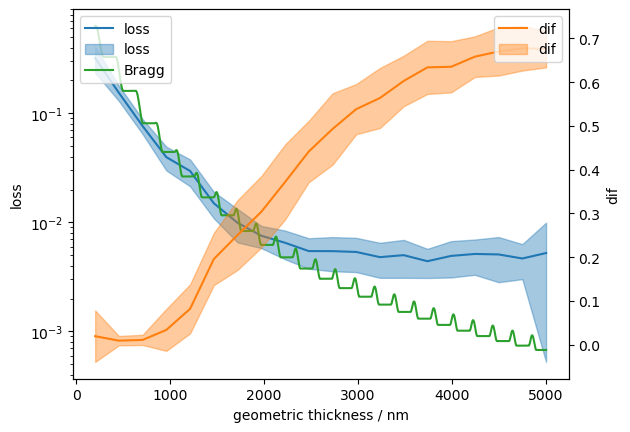 loss
loss
Bragg
dif
dif
10⁻¹
10⁻²
10⁻³
loss
0.7
0.6
0.5
0.4
0.3
0.2
0.1
0.0
dif
0
1000
2000
3000
4000
5000
geometric thickness / nm